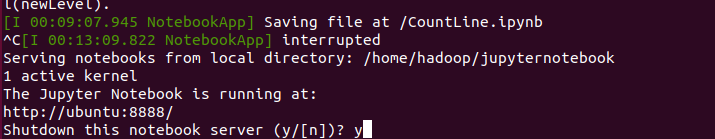 l(newLevel).
[I 00:09:07.945 NotebookApp] Saving file at /CountLine.ipynb
^C[I 00:13:09.822 NotebookApp] interrupted
Serving notebooks from local directory: /home/hadoop/jupyternotebook
1 active kernel
The Jupyter Notebook is running at:
http://ubuntu:8888/
Shutdown this notebook server (y/[n])? y